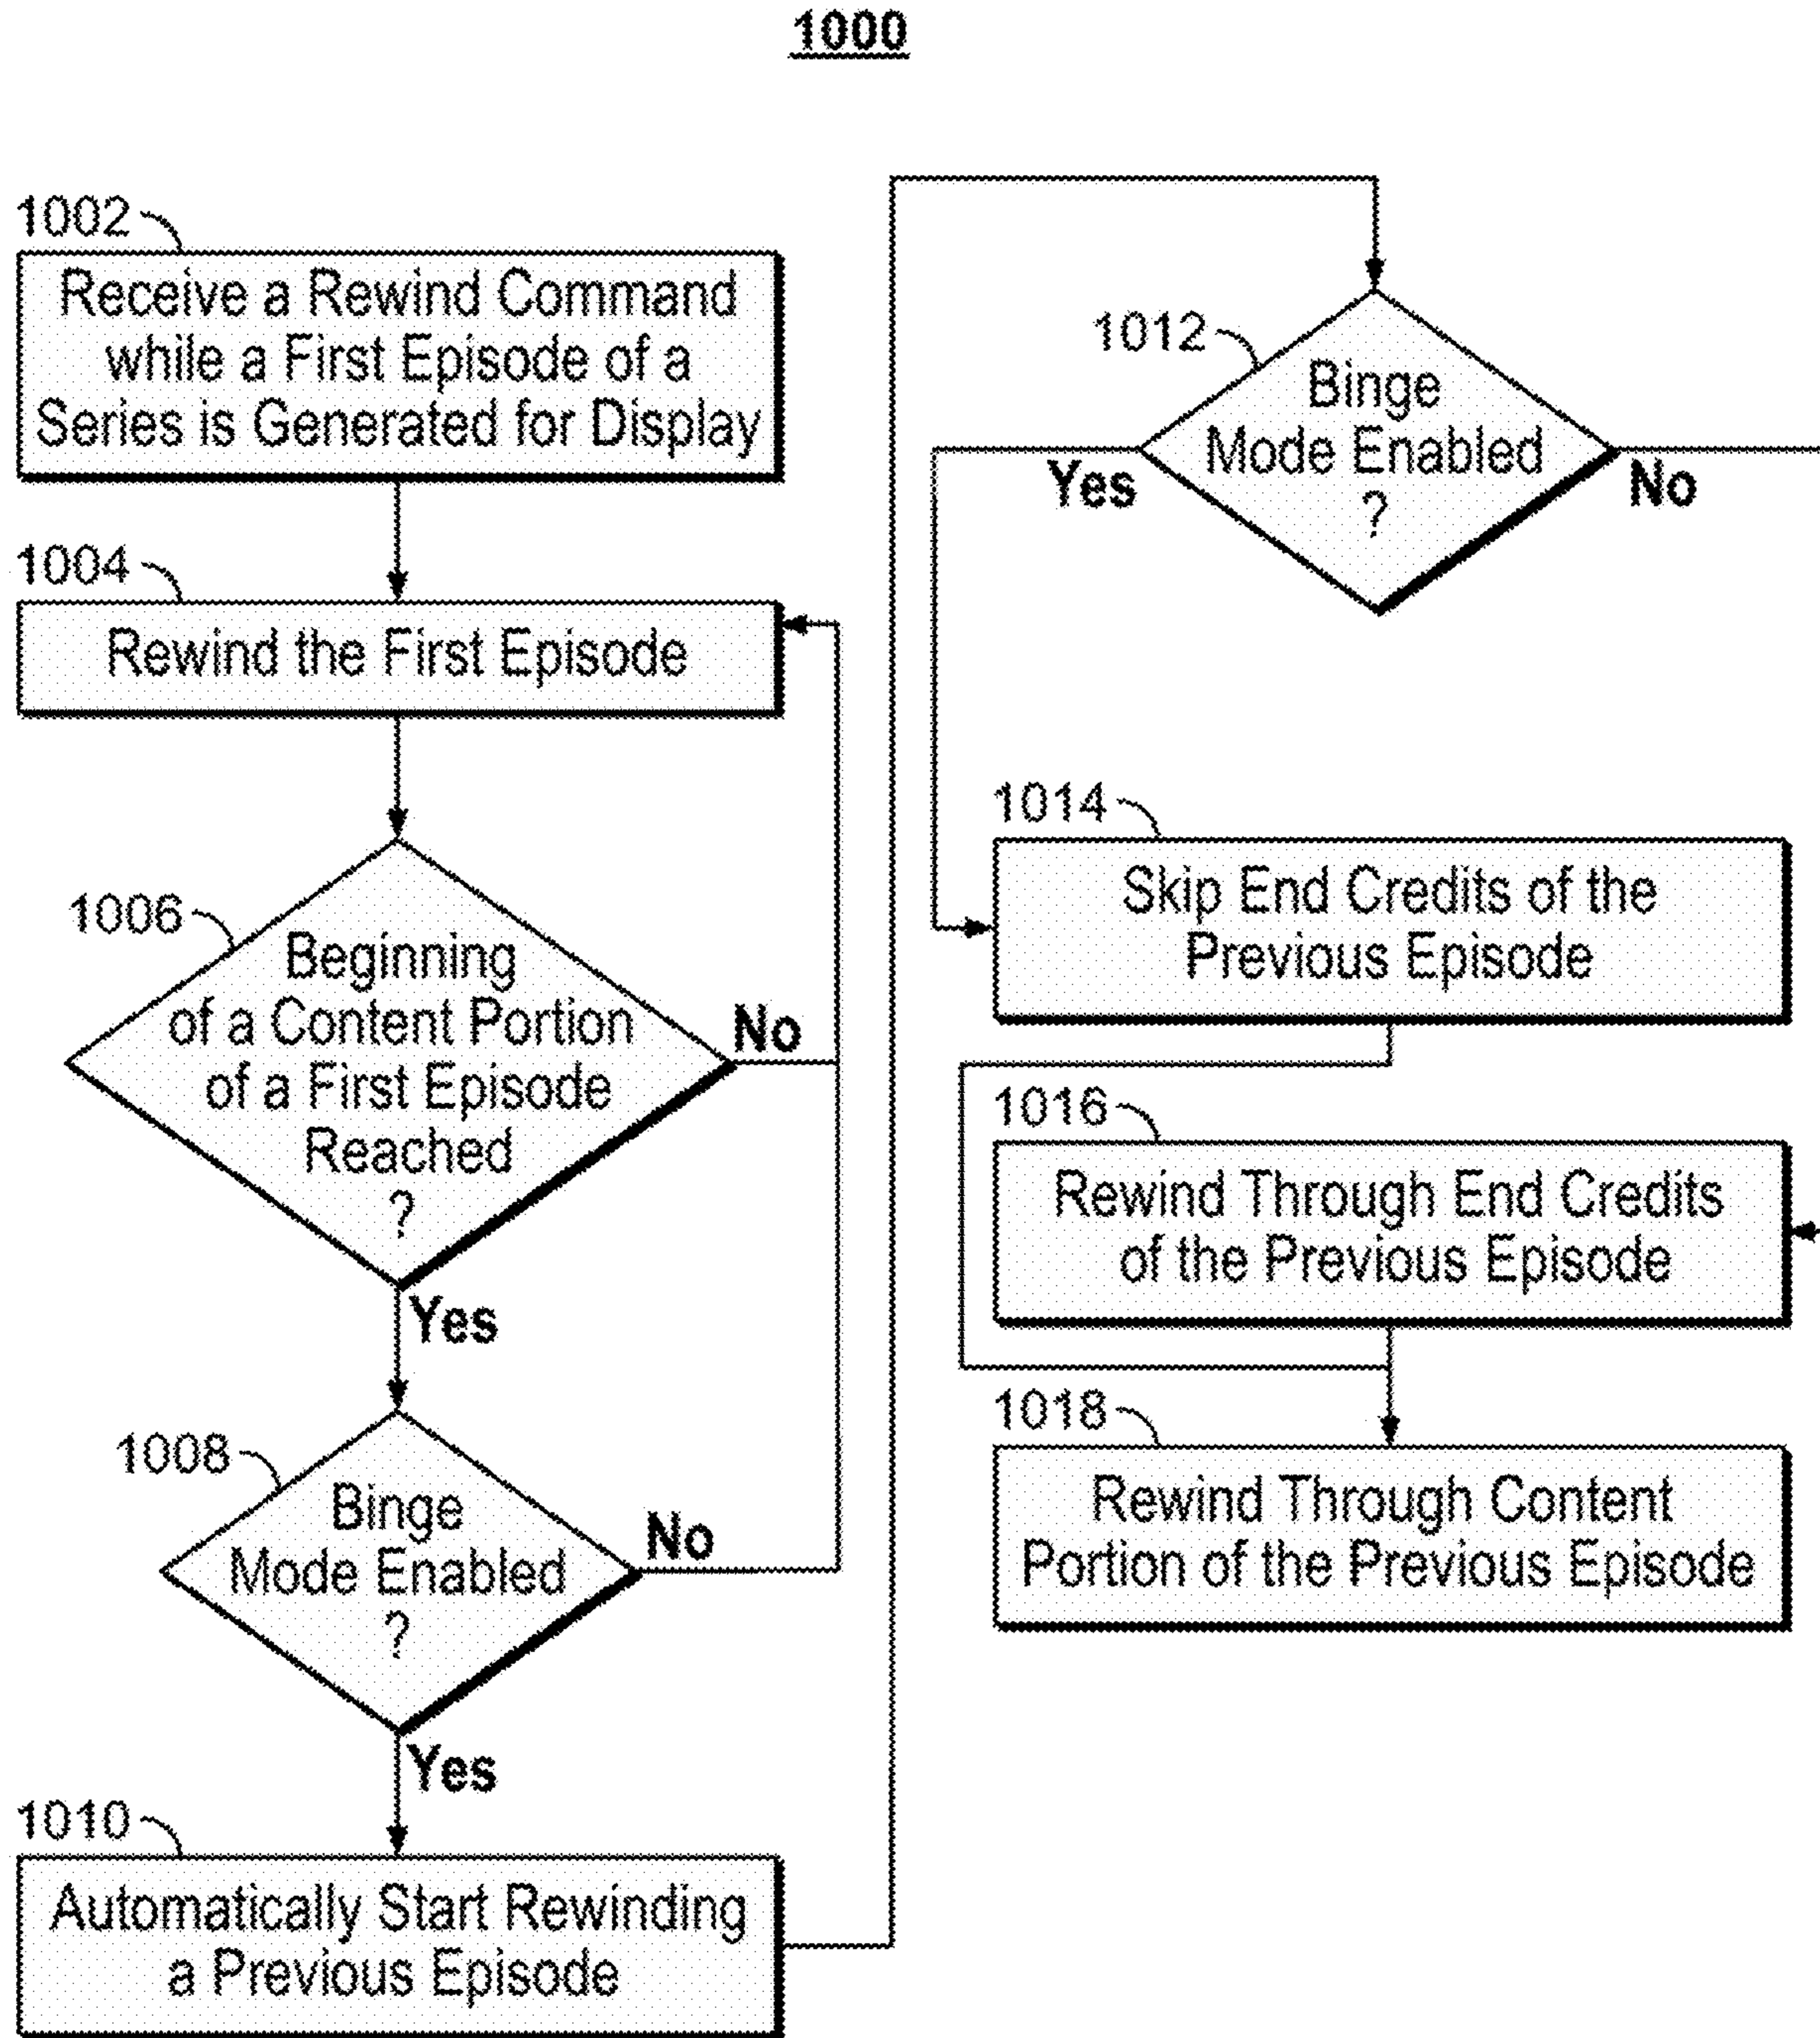 1000
1002
Receive a Rewind Command
while a First Episode of a
Series is Generated for Display
1004
Rewind the First Episode
1006
Beginning
of a Content Portion
of a First Episode
Reached
?
No
Yes
1008
Binge
Mode Enabled
?
No
Yes
1010
Automatically Start Rewinding
a Previous Episode
1012
Binge
Mode Enabled
?
Yes
No
1014
Skip End Credits of the
Previous Episode
1016
Rewind Through End Credits
of the Previous Episode
1018
Rewind Through Content
Portion of the Previous Episode